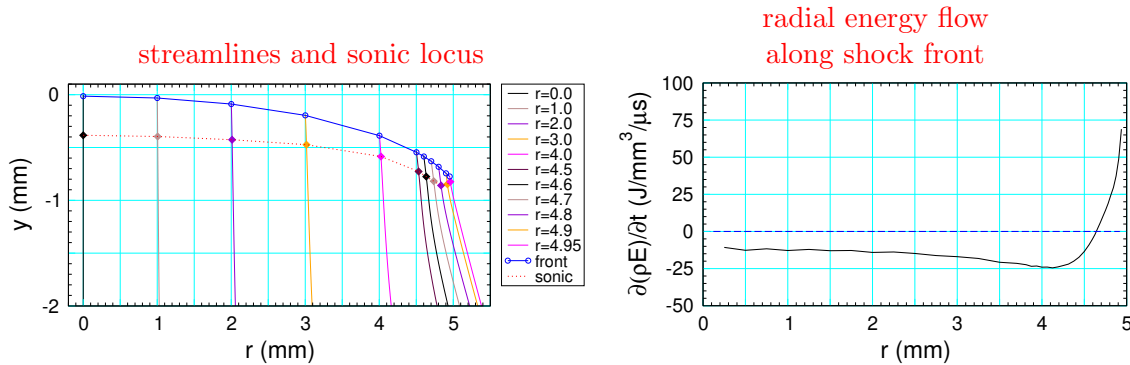 streamlines and sonic locus
0
-1
-2
y (mm)
0
1
2
3
4
5
r (mm)
r=0.0
r=1.0
r=2.0
r=3.0
r=4.0
r=4.5
r=4.6
r=4.7
r=4.8
r=4.9
r=4.95
front
sonic
radial energy flow
along shock front
100
75
50
25
0
-25
-50
∂(ρE)/∂t (J/mm³/μs)
0
1
2
3
4
5
r (mm)